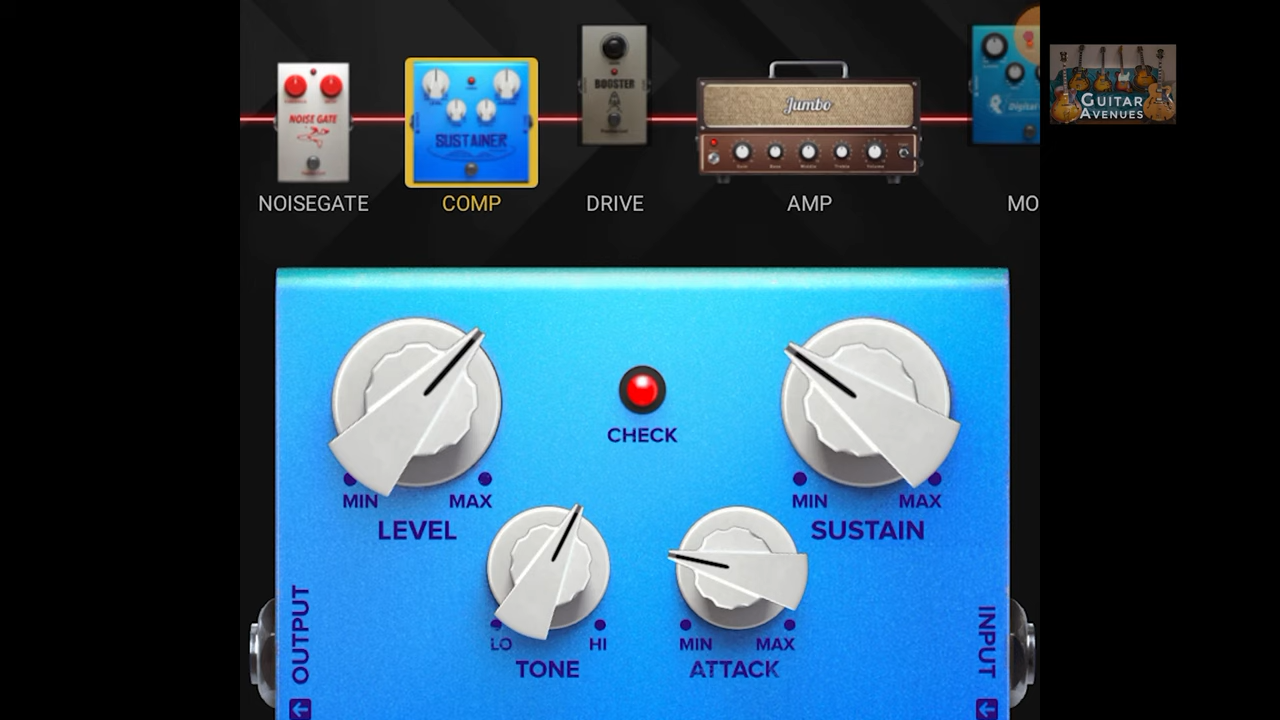 NOISE GATE
SUSTAINER
BOOSTER
Jumbo
Digital
GUITAR
AVENUES
NOISEGATE
COMP
DRIVE
AMP
MO
CHECK
MIN
MAX
LEVEL
MIN
MAX
SUSTAIN
LO
HI
TONE
MIN
MAX
ATTACK
OUTPUT
INPUT